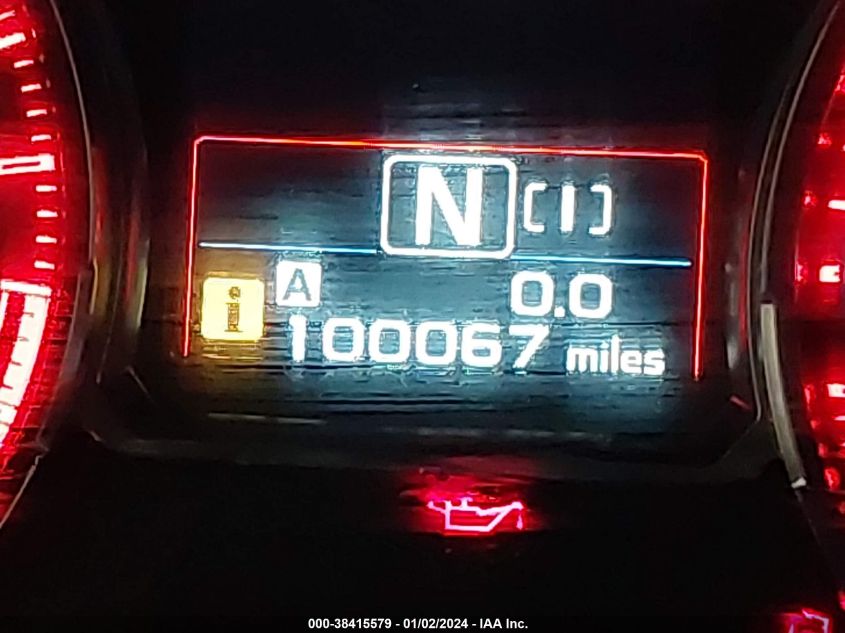 N [1]
A 0.0
i 100067 miles
000-38415579 - 01/02/2024 - IAA Inc.